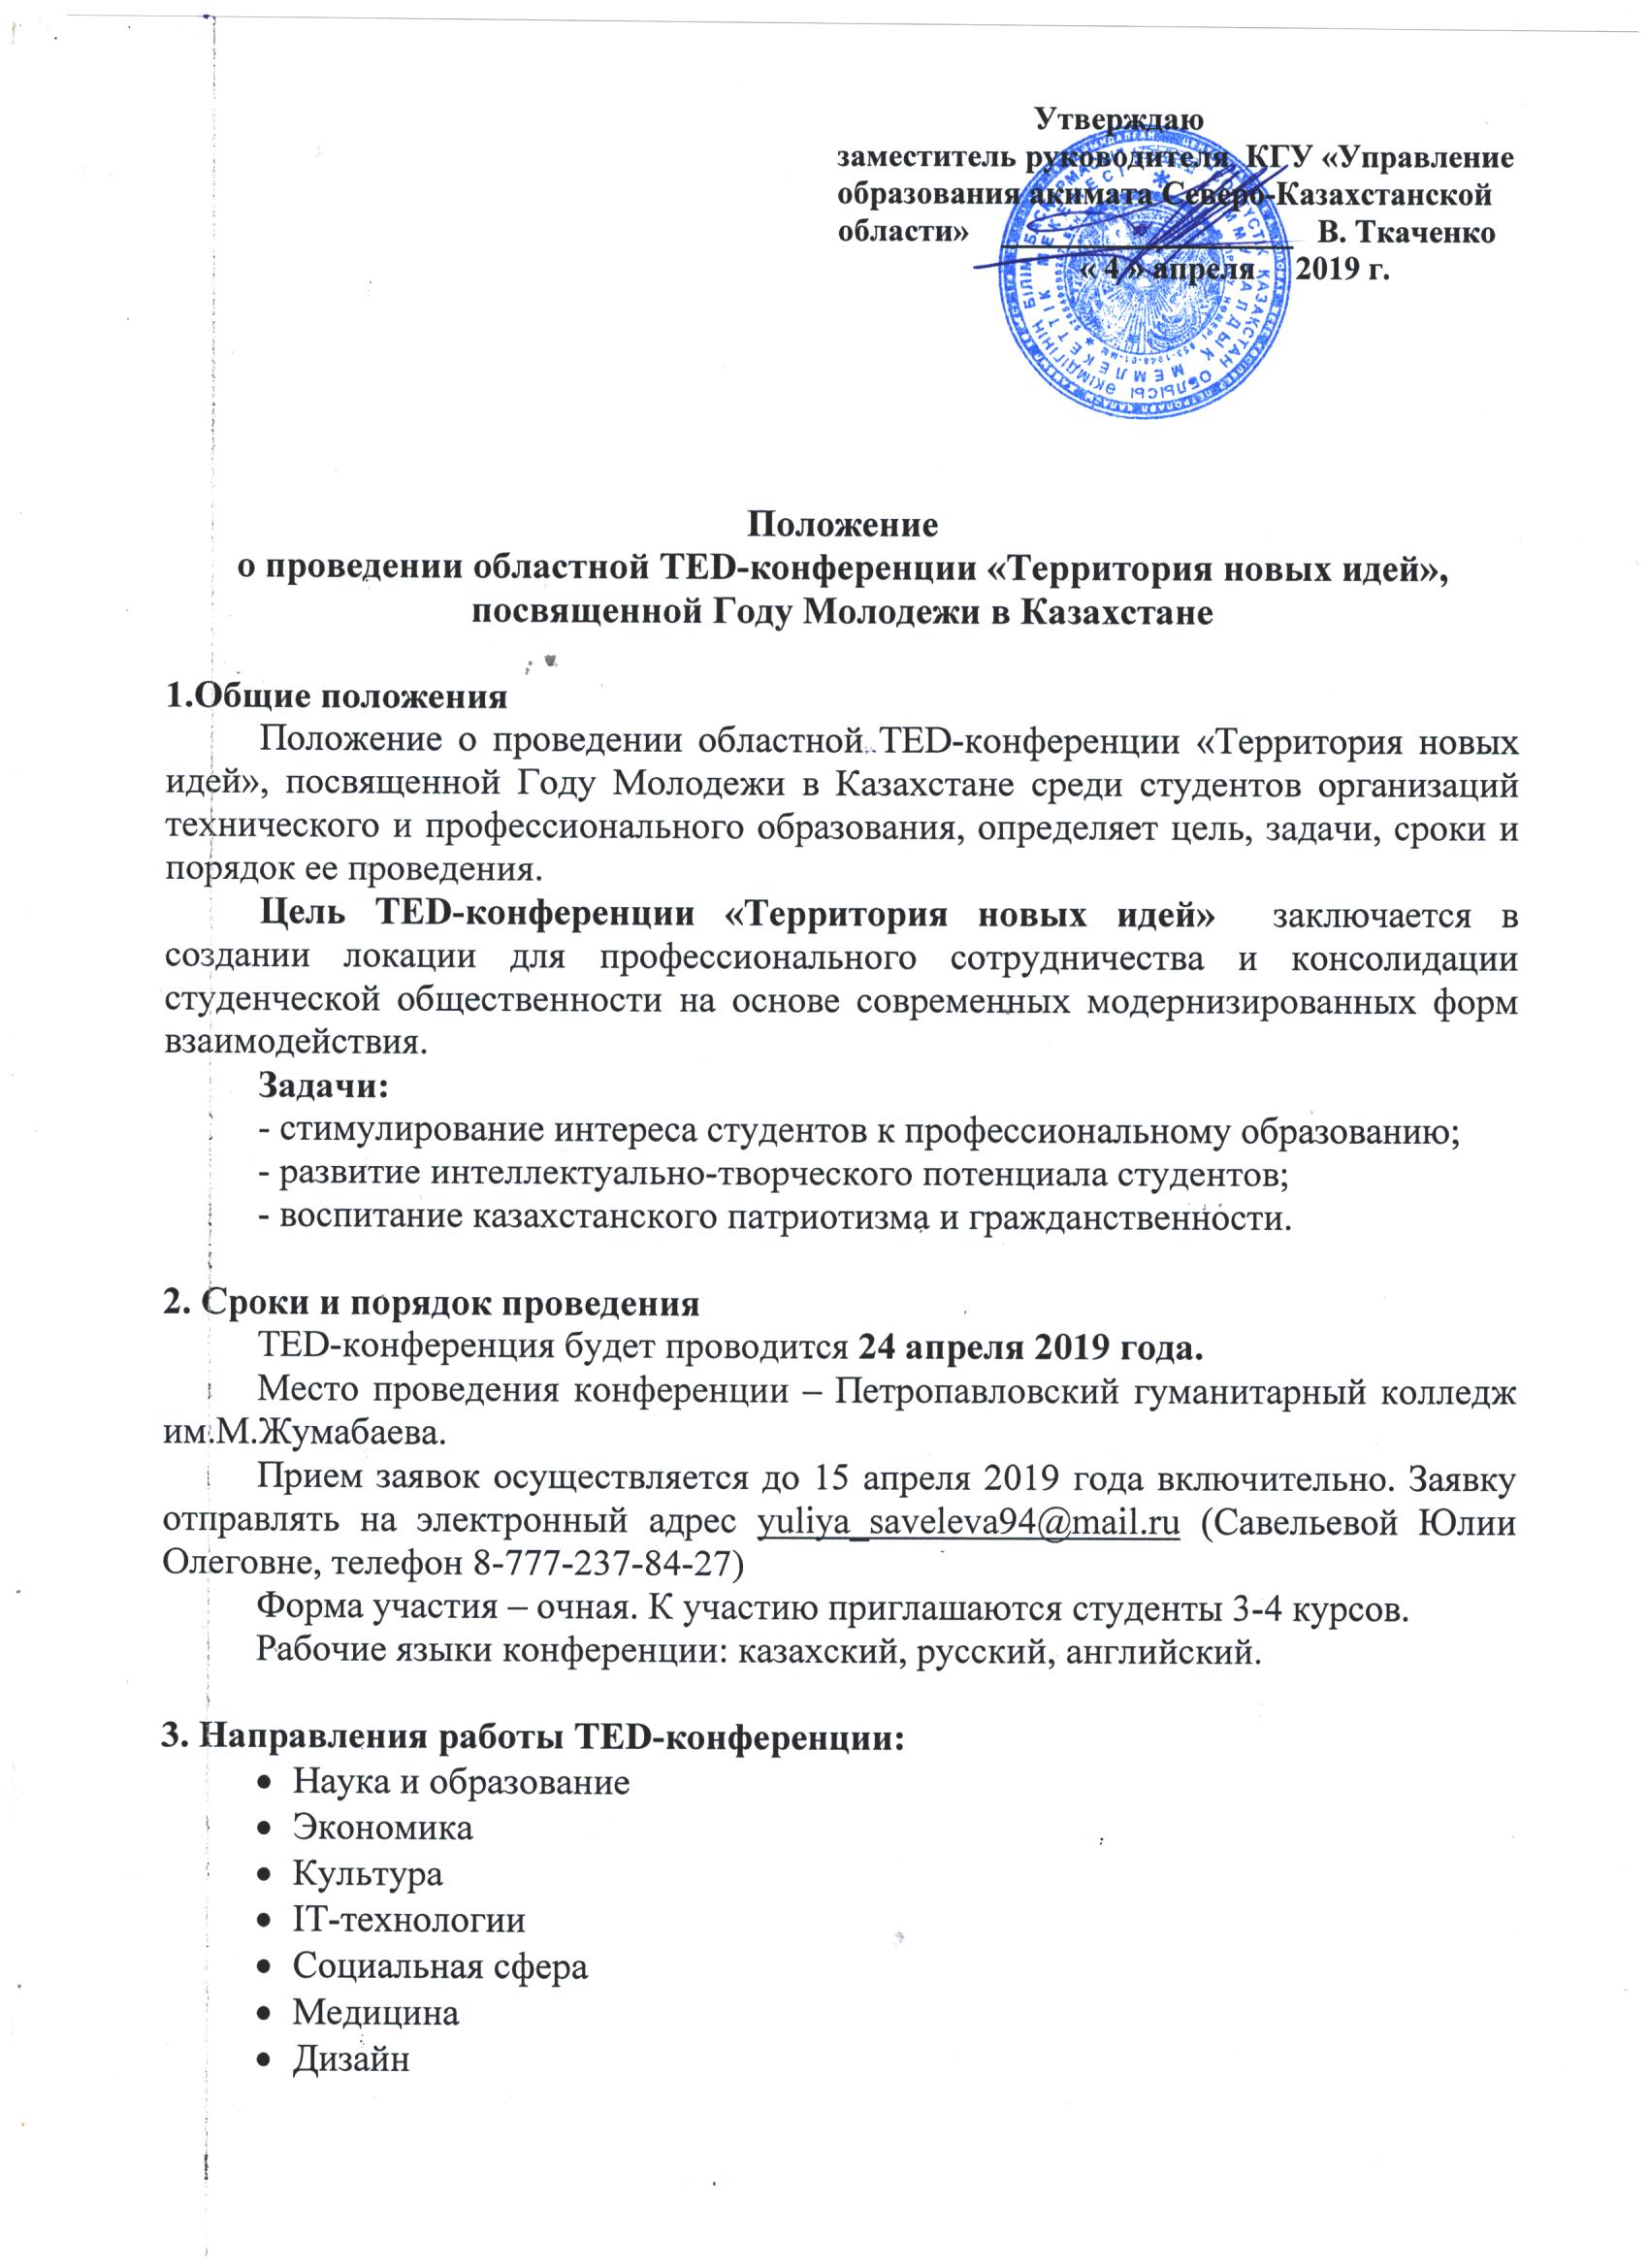 Утверждаю
заместитель руководителя КГУ «Управление
образования акимата Северо-Казахстанской
области» В. Ткаченко
« 4 » апреля 2019 г.
Положение
о проведении областной TED-конференции «Территория новых идей»,
посвященной Году Молодежи в Казахстане
1.Общие положения
Положение о проведении областной TED-конференции «Территория новых
идей», посвященной Году Молодежи в Казахстане среди студентов организаций
технического и профессионального образования, определяет цель, задачи, сроки и
порядок ее проведения.
Цель TED-конференции «Территория новых идей» заключается в
создании локации для профессионального сотрудничества и консолидации
студенческой общественности на основе современных модернизированных форм
взаимодействия.
Задачи:
- стимулирование интереса студентов к профессиональному образованию;
- развитие интеллектуально-творческого потенциала студентов;
- воспитание казахстанского патриотизма и гражданственности.
2. Сроки и порядок проведения
TED-конференция будет проводится 24 апреля 2019 года.
Место проведения конференции – Петропавловский гуманитарный колледж
им.М.Жумабаева.
Прием заявок осуществляется до 15 апреля 2019 года включительно. Заявку
отправлять на электронный адрес yuliya_saveleva94@mail.ru (Савельевой Юлии
Олеговне, телефон 8-777-237-84-27)
Форма участия – очная. К участию приглашаются студенты 3-4 курсов.
Рабочие языки конференции: казахский, русский, английский.
3. Направления работы TED-конференции:
• Наука и образование
• Экономика
• Культура
• IT-технологии
• Социальная сфера
• Медицина
• Дизайн